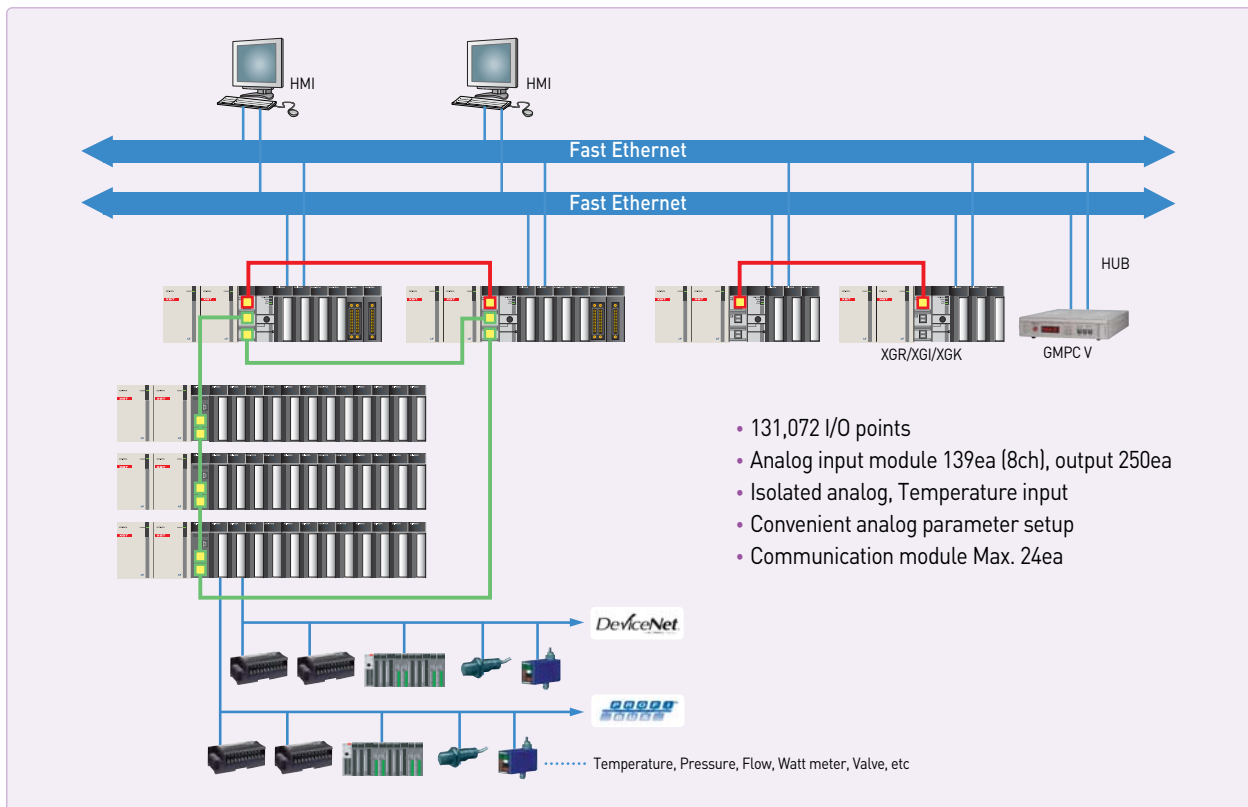 HMI
HMI
Fast Ethernet
Fast Ethernet
HUB
XGR/XGI/XGK
GMPC V
• 131,072 I/O points
• Analog input module 139ea (8ch), output 250ea
• Isolated analog, Temperature input
• Convenient analog parameter setup
• Communication module Max. 24ea
DeviceNet
PROFI
BUS
Temperature, Pressure, Flow, Watt meter, Valve, etc